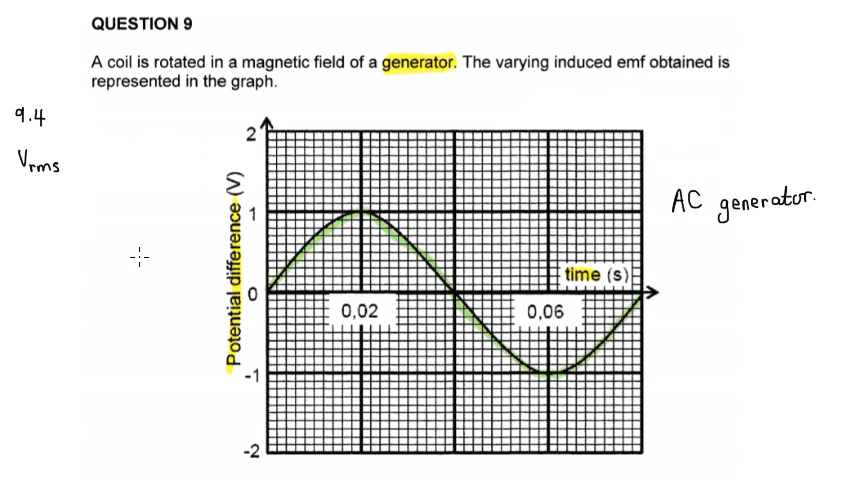 QUESTION 9
A coil is rotated in a magnetic field of a generator. The varying induced emf obtained is
represented in the graph.
9.4
Vrms
AC generator.
Potential difference (V)
2
1
0
-1
-2
time (s)
0,02
0,06